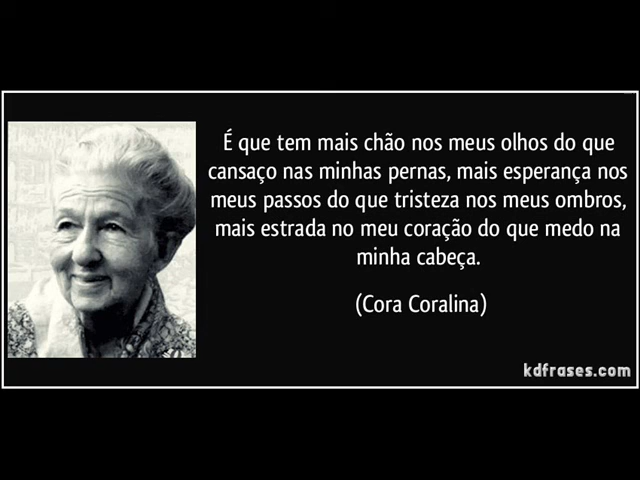 É que tem mais chão nos meus olhos do que
cansaço nas minhas pernas, mais esperança nos
meus passos do que tristeza nos meus ombros,
mais estrada no meu coração do que medo na
minha cabeça.
(Cora Coralina)
kdfrases.com